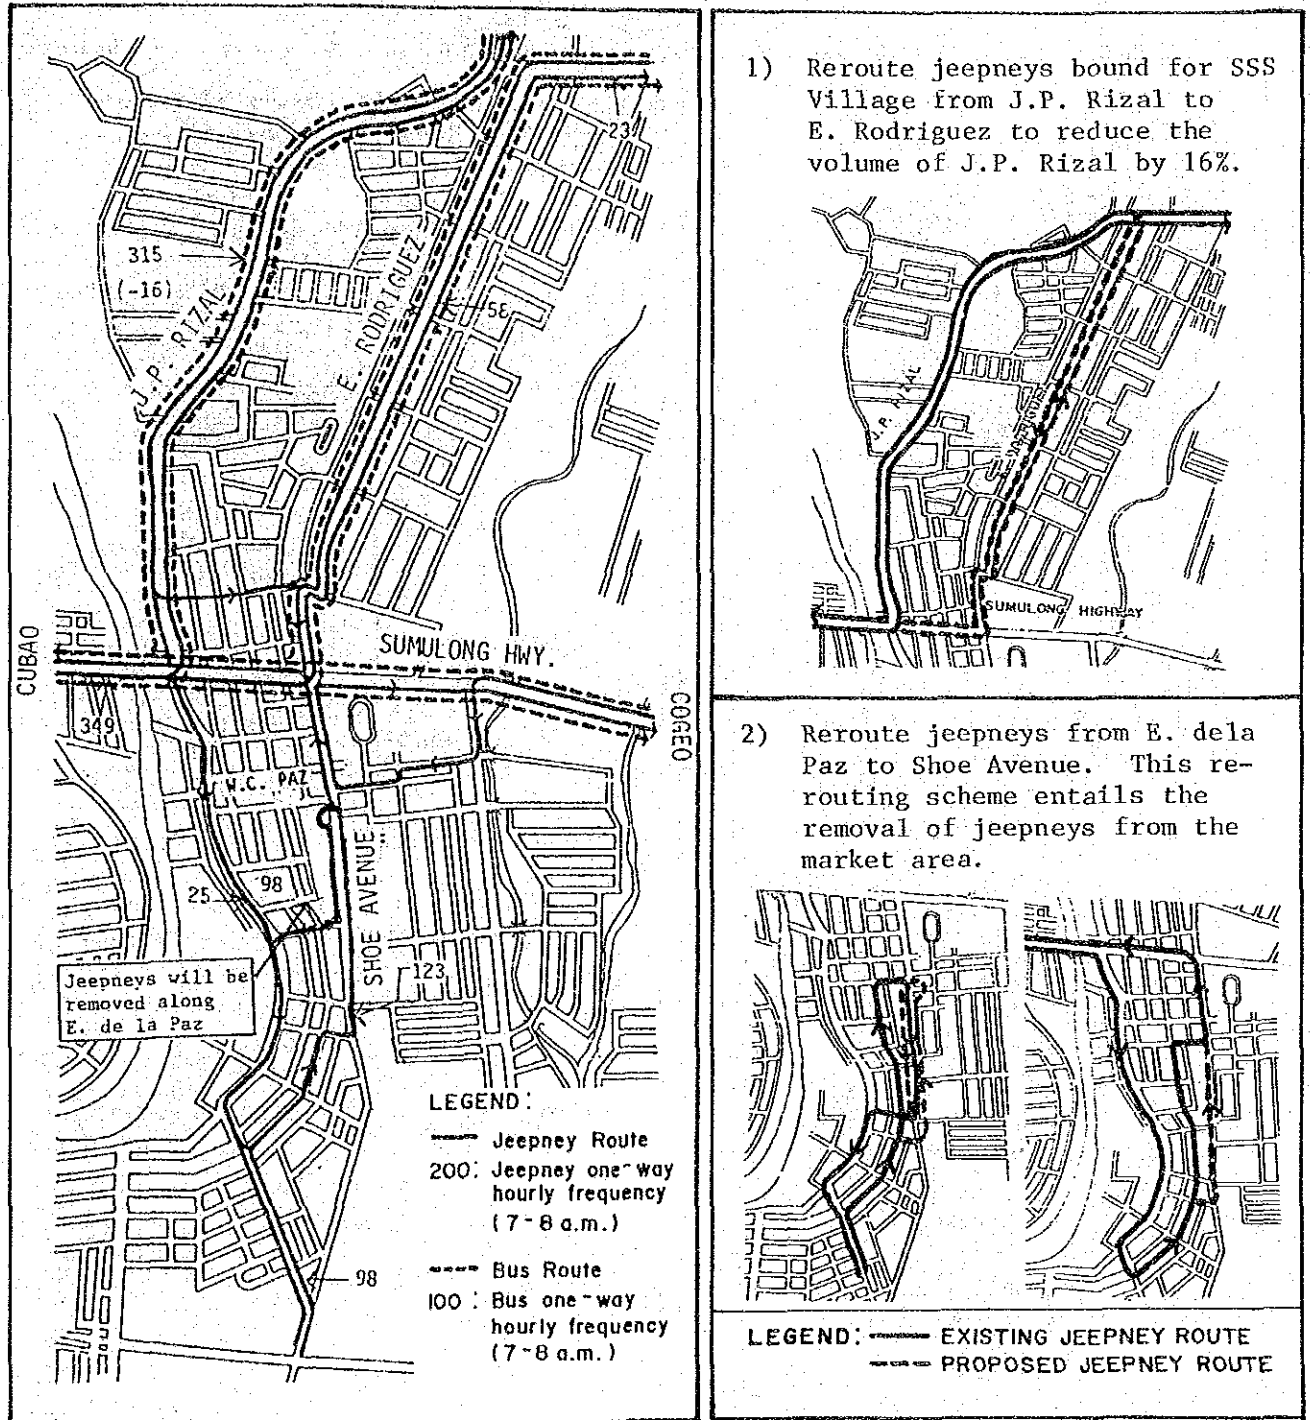 23
315
(-16)
J.P. RIZAL
E. RODRIGUEZ
58
CUBAO
SUMULONG HWY.
COGEO
349
W.C. PAZ
SHOE AVENUE
25
98
123
Jeepneys will be
removed along
E. de la Paz
98
LEGEND:
Jeepney Route
200: Jeepney one-way
hourly frequency
(7-8 a.m.)
Bus Route
100: Bus one-way
hourly frequency
(7-8 a.m.)
1) Reroute jeepneys bound for SSS
Village from J.P. Rizal to
E. Rodriguez to reduce the
volume of J.P. Rizal by 16%.
J.P. RIZAL
SUMULONG HIGHWAY
2) Reroute jeepneys from E. dela
Paz to Shoe Avenue. This re-
routing scheme entails the
removal of jeepneys from the
market area.
LEGEND: EXISTING JEEPNEY ROUTE
PROPOSED JEEPNEY ROUTE